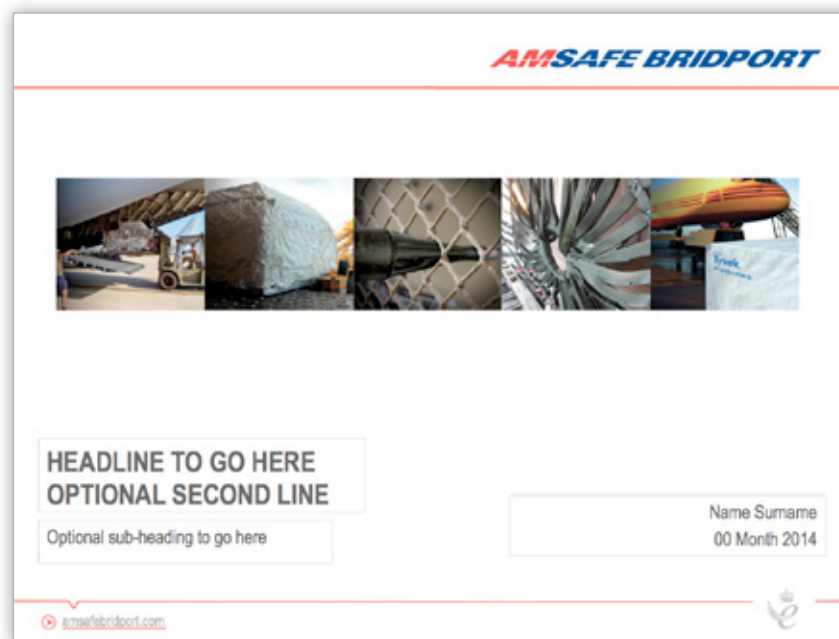 AMSAFE BRIDPORT
Tyvek.
HEADLINE TO GO HERE
OPTIONAL SECOND LINE
Optional sub-heading to go here
Name Surname
00 Month 2014
amsafebridport.com